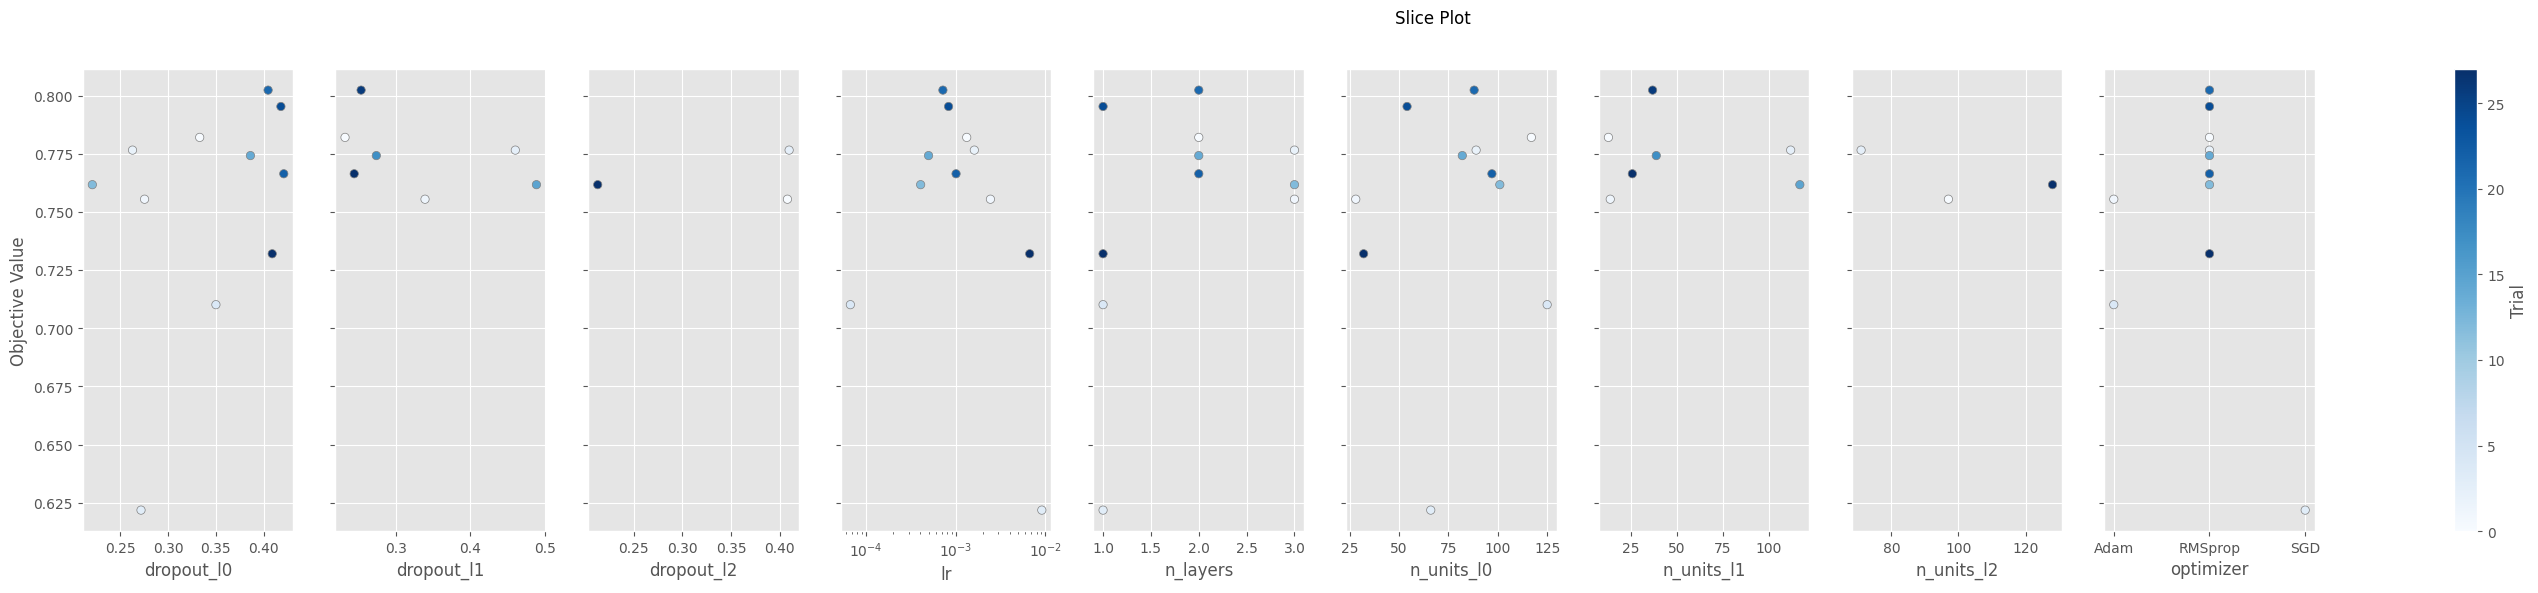 Slice Plot
Objective Value
0.800
0.775
0.750
0.725
0.700
0.675
0.650
0.625
0.25 0.30 0.35 0.40
dropout_l0
0.3 0.4 0.5
dropout_l1
0.25 0.30 0.35 0.40
dropout_l2
10⁻⁴ 10⁻³ 10⁻²
lr
1.0 1.5 2.0 2.5 3.0
n_layers
25 50 75 100 125
n_units_l0
25 50 75 100
n_units_l1
80 100 120
n_units_l2
Adam RMSprop SGD
optimizer
25
20
15
10
5
0
Trial